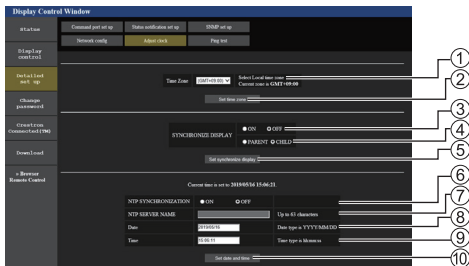 Display Control Window
Status
Command port set up
Status notification set up
SNMP set up
Network config
Adjust clock
Ping test
Display control
Detailed set up
Change password
Crestron Connected(TM)
Download
e Browser Remote Control
Time Zone
(GMT+09:00)
Select Local time zone
Current zone is GMT+09:00
Set time zone
SYNCHRONIZE DISPLAY
ON
OFF
PARENT
CHILD
Set synchronize display
Current time is set to 2019/05/16 15:06:21
NTP SYNCHRONIZATION
ON
OFF
NTP SERVER NAME
Up to 63 characters
Date
2019/05/16
Date type is YYYY/MM/DD
Time
15:06:11
Time type is hh:mm:ss
Set date and time
1
2
3
4
5
6
7
8
9
10